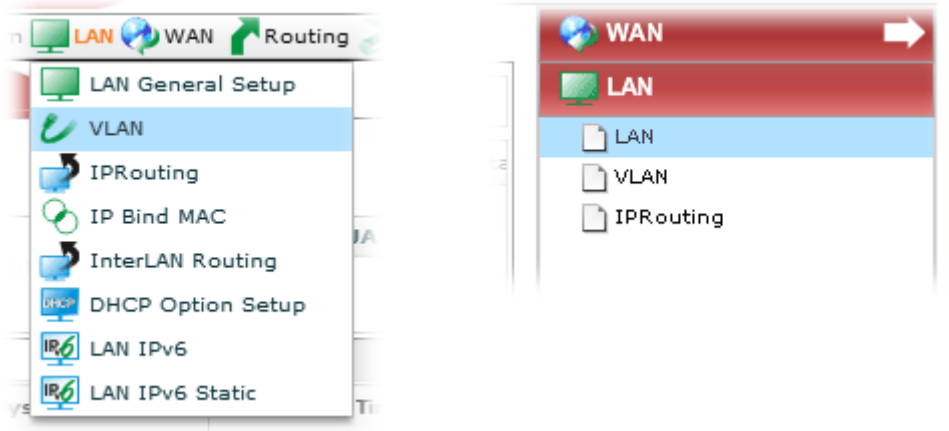 LAN WAN Routing
LAN General Setup
VLAN
IPRouting
IP Bind MAC
InterLAN Routing
DHCP Option Setup
LAN IPv6
LAN IPv6 Static
WAN
LAN
LAN
VLAN
IPRouting